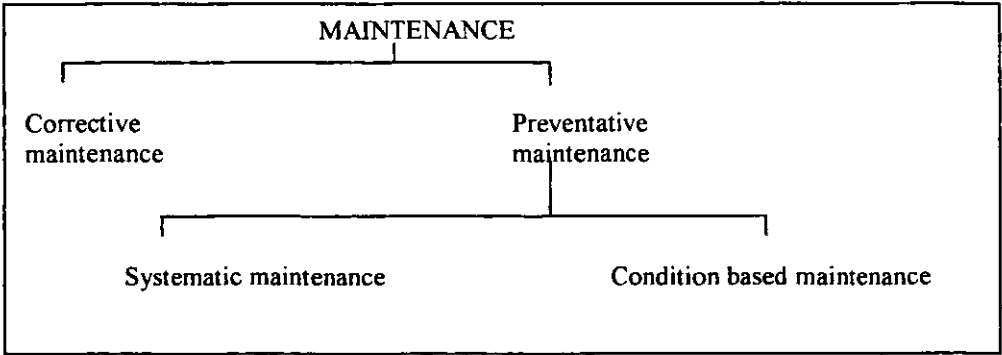 MAINTENANCE
Corrective
maintenance
Preventative
maintenance
Systematic maintenance
Condition based maintenance